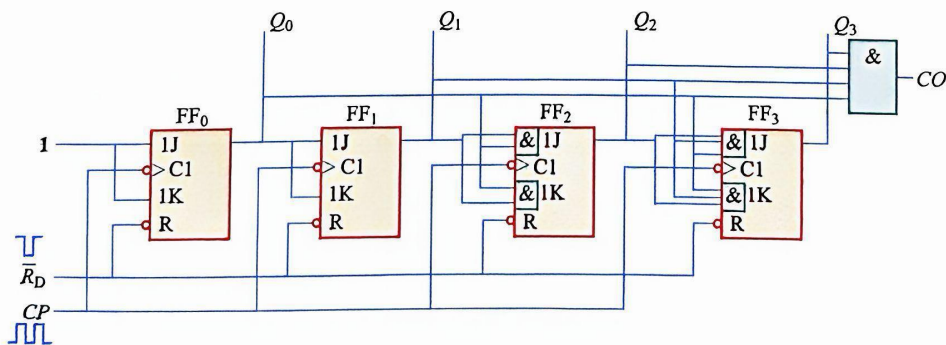 Q₀ Q₁ Q₂ Q₃
& CO
FF₀ FF₁ FF₂ FF₃
1 1J 1J & 1J & 1J
C1 C1 C1 C1
1K 1K & 1K & 1K
R R R R
R̅_D
CP